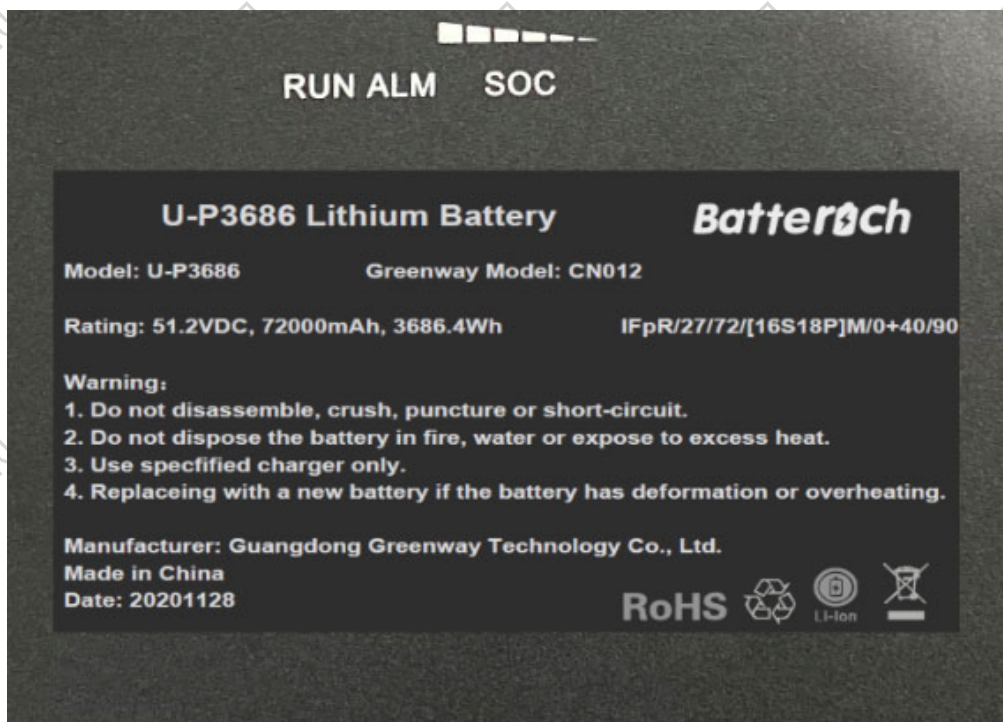 RUN ALM SOC
U-P3686 Lithium Battery
Batterach
Model: U-P3686 Greenway Model: CN012
Rating: 51.2VDC, 72000mAh, 3686.4Wh IFpR/27/72/[16S18P]M/0+40/90
Warning:
1. Do not disassemble, crush, puncture or short-circuit.
2. Do not dispose the battery in fire, water or expose to excess heat.
3. Use specfified charger only.
4. Replaceing with a new battery if the battery has deformation or overheating.
Manufacturer: Guangdong Greenway Technology Co., Ltd.
Made in China
Date: 20201128
RoHS
Li-Ion